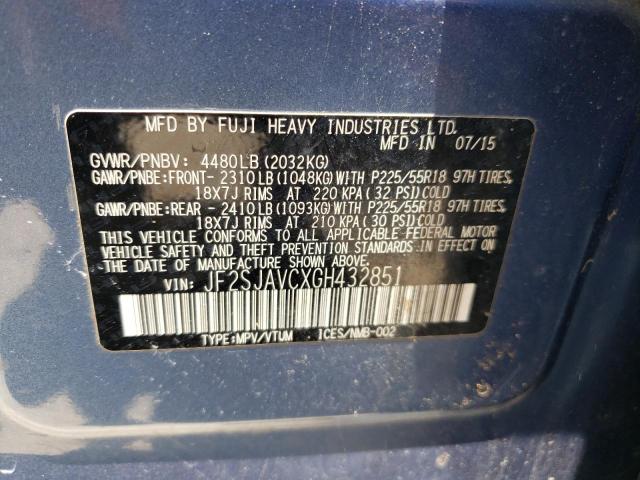 MFD BY FUJI HEAVY INDUSTRIES LTD.
MFD IN 07/15
GVWR/PNBV: 4480LB (2032KG)
GAWR/PNBE:FRONT- 2310LB (1048KG) WITH P225/55R18 97H TIRES,
18X7J RIMS AT 220 KPA (32 PSI) COLD
GAWR/PNBE:REAR - 2410LB (1093KG) WITH P225/55R18 97H TIRES,
18X7J RIMS AT 210 KPA (30 PSI) COLD
THIS VEHICLE CONFORMS TO ALL APPLICABLE FEDERAL MOTOR
VEHICLE SAFETY AND THEFT PREVENTION STANDARDS IN EFFECT ON
THE DATE OF MANUFACTURE SHOWN ABOVE.
VIN: JF2SJAVCXGH432851
TYPE:MPV/VTUM ICES/NMB-002